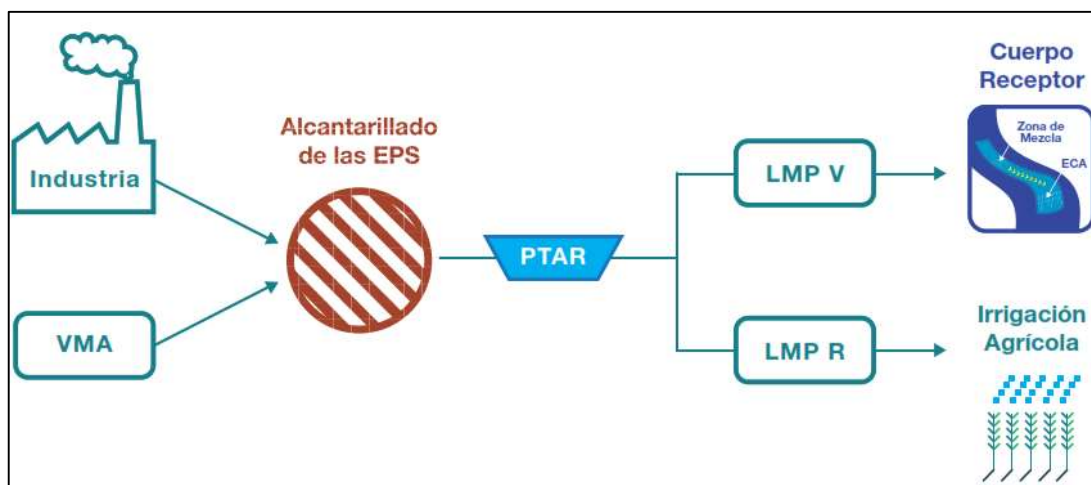 Industria
VMA
Alcantarillado
de las EPS
PTAR
LMP V
LMP R
Cuerpo
Receptor
Zona de
Mezcla
ECA
Irrigación
Agrícola